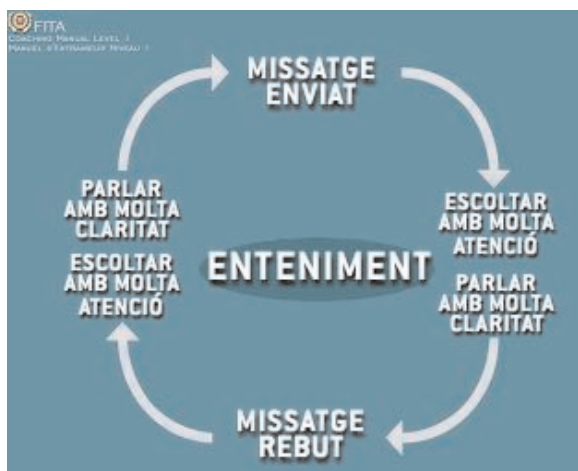 FITA
COACHING MANUAL LEVEL 1
MANUEL D'ENTRAINEUR NIVEAU 1
MISSATGE
ENVIAT
ESCOLTAR
AMB MOLTA
ATENCIÓ
PARLAR
AMB MOLTA
CLARITAT
MISSATGE
REBUT
PARLAR
AMB MOLTA
CLARITAT
ESCOLTAR
AMB MOLTA
ATENCIÓ
ENTENIMENT